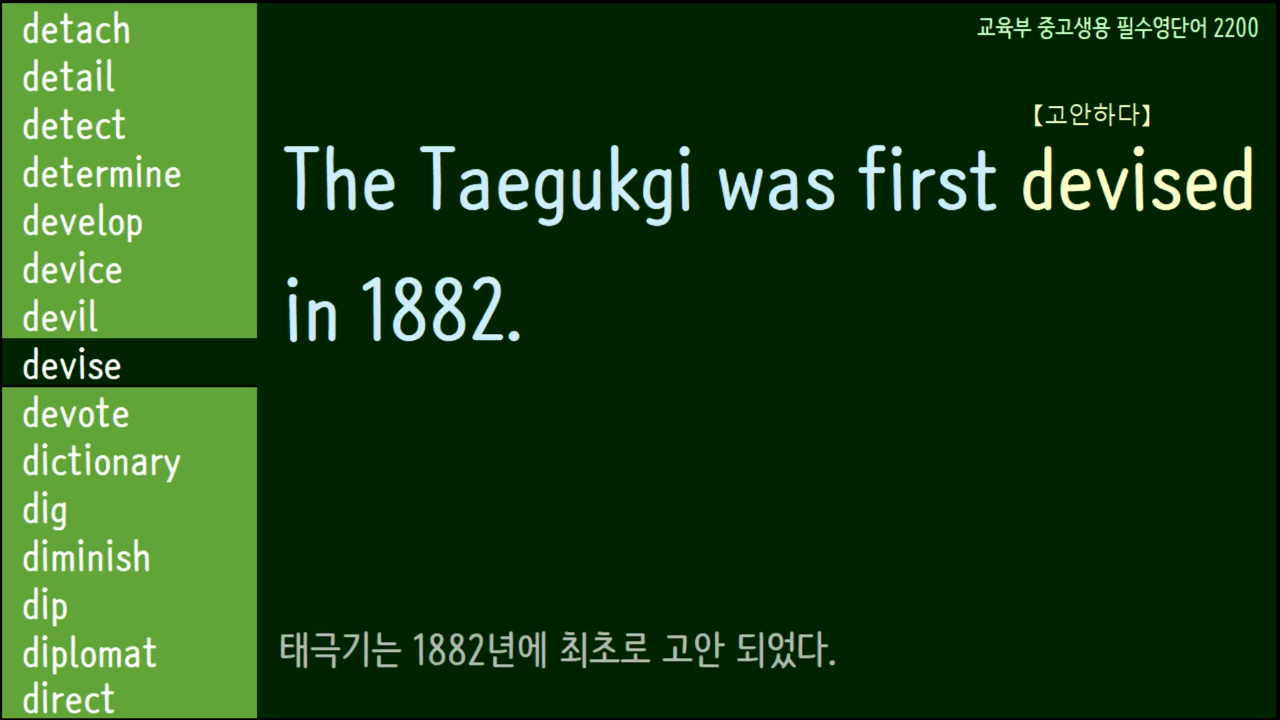 detach
detail
detect
determine
develop
device
devil
devise
devote
dictionary
dig
diminish
dip
diplomat
direct
교육부 중고생용 필수영단어 2200
【고안하다】
The Taegukgi was first devised
in 1882.
태극기는 1882년에 최초로 고안 되었다.